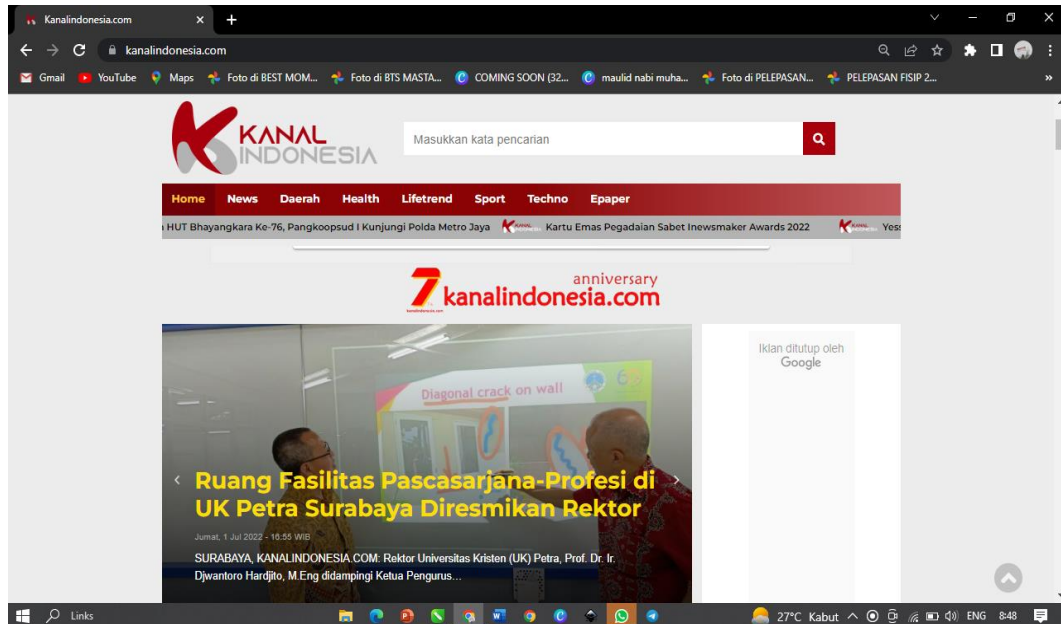 Kanalindonesia.com
kanalindonesia.com
Gmail YouTube Maps Foto di BEST MOM... Foto di BTS MASTA... COMING SOON (32... maulid nabi muha... Foto di PELEPASAN... PELEPASAN FISIP 2...
KANAL
INDONESIA
Masukkan kata pencarian
Home News Daerah Health Lifetrend Sport Techno Epaper
HUT Bhayangkara Ke-76, Pangkoopsud I Kunjungi Polda Metro Jaya Kartu Emas Pegadaian Sabet Inewsmaker Awards 2022 Yess
7 anniversary
kanalindonesia.com
Iklan ditutup oleh
Google
Diagonal crack on wall
Ruang Fasilitas Pascasarjana-Profesi di
UK Petra Surabaya Diresmikan Rektor
Jumat, 1 Jul 2022 - 16:55 WIB
SURABAYA, KANALINDONESIA.COM: Rektor Universitas Kristen (UK) Petra, Prof. Dr. Ir.
Djwantoro Hardjito, M.Eng didampingi Ketua Pengurus...
Links 27°C Kabut ENG 8:48